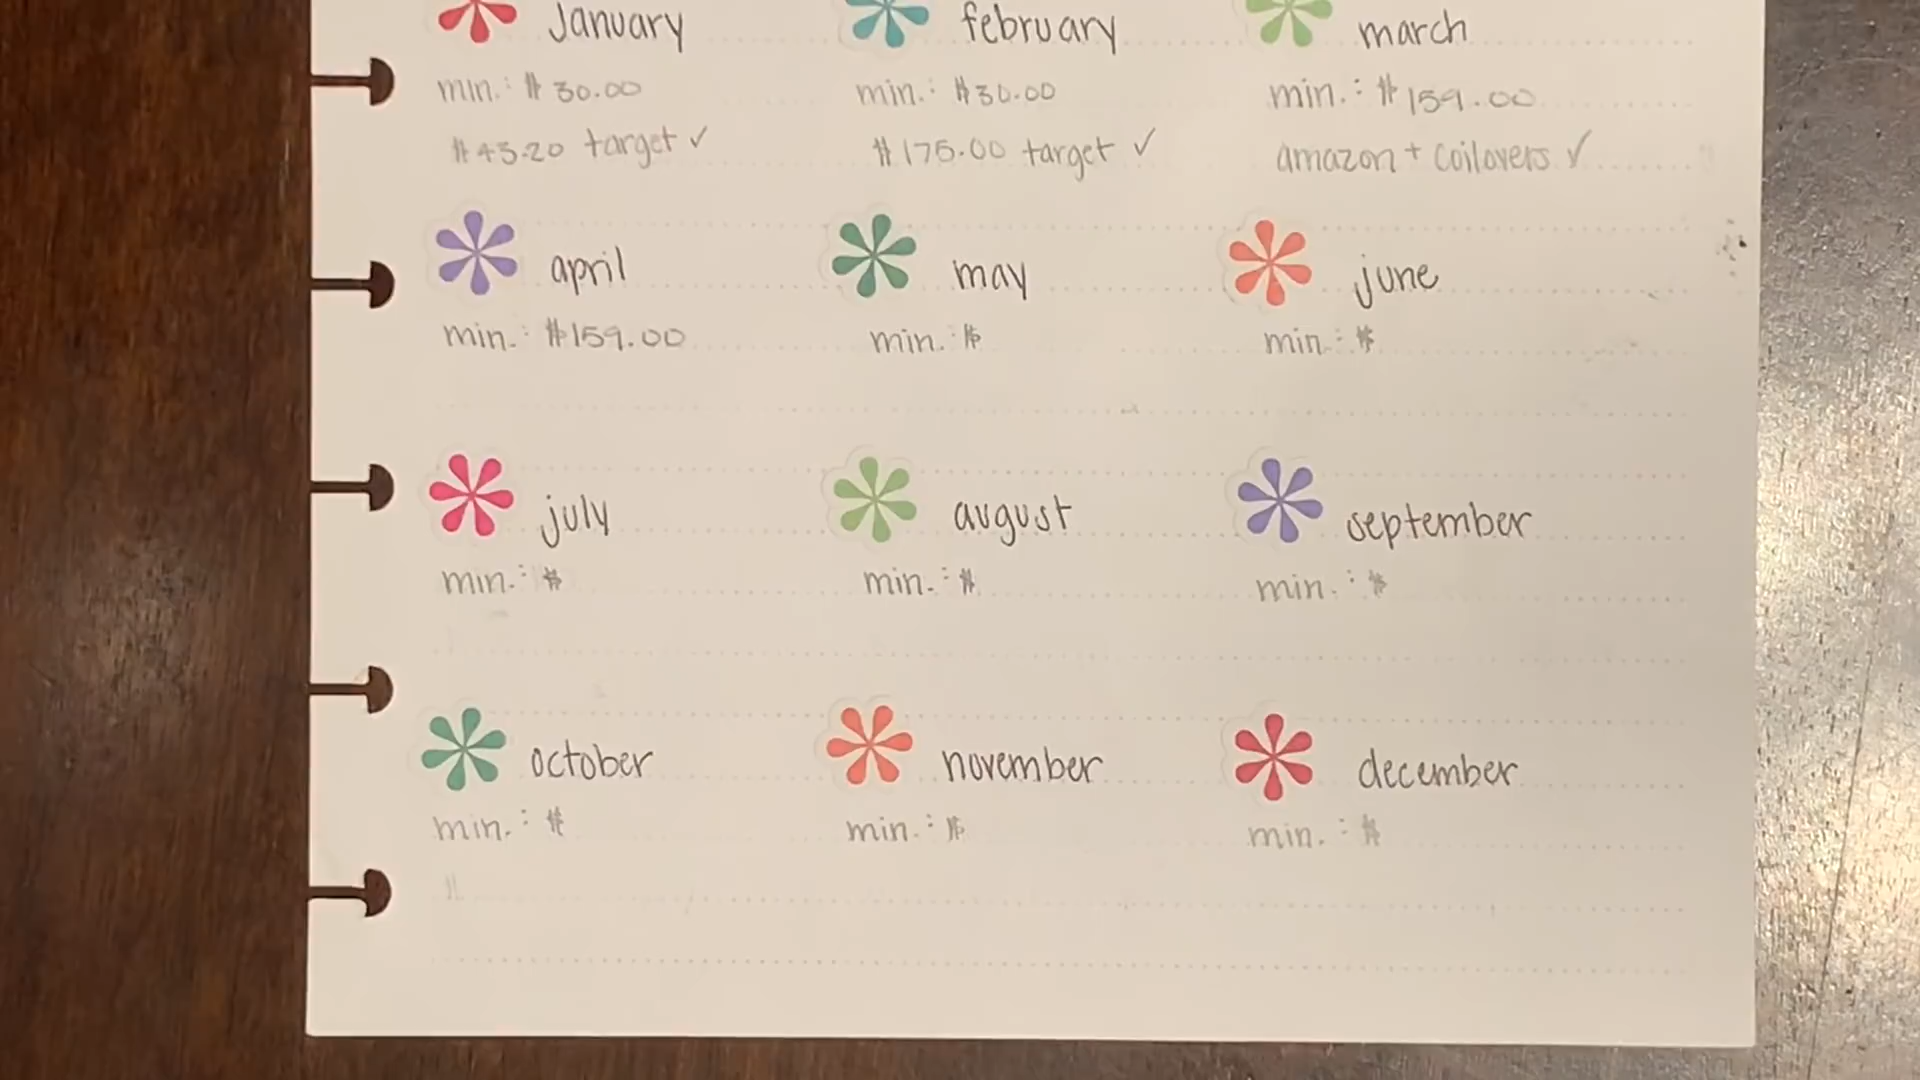 January february march
min.: $30.00 min.: $30.00 min.: $159.00
$45.20 target ✓ $175.00 target ✓ amazon + coilovers ✓
april may june
min.: $159.00 min.: $ min.: $
july august september
min.: $ min.: $ min.: $
october november december
min.: $ min.: $ min.: $